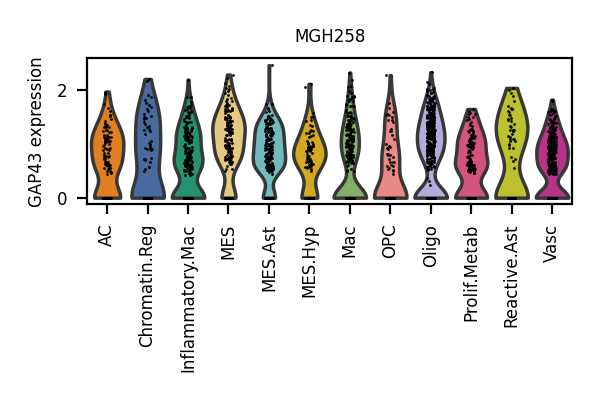 MGH258
GAP43 expression
2
0
AC
Chromatin.Reg
Inflammatory.Mac
MES
MES.Ast
MES.Hyp
Mac
OPC
Oligo
Prolif.Metab
Reactive.Ast
Vasc